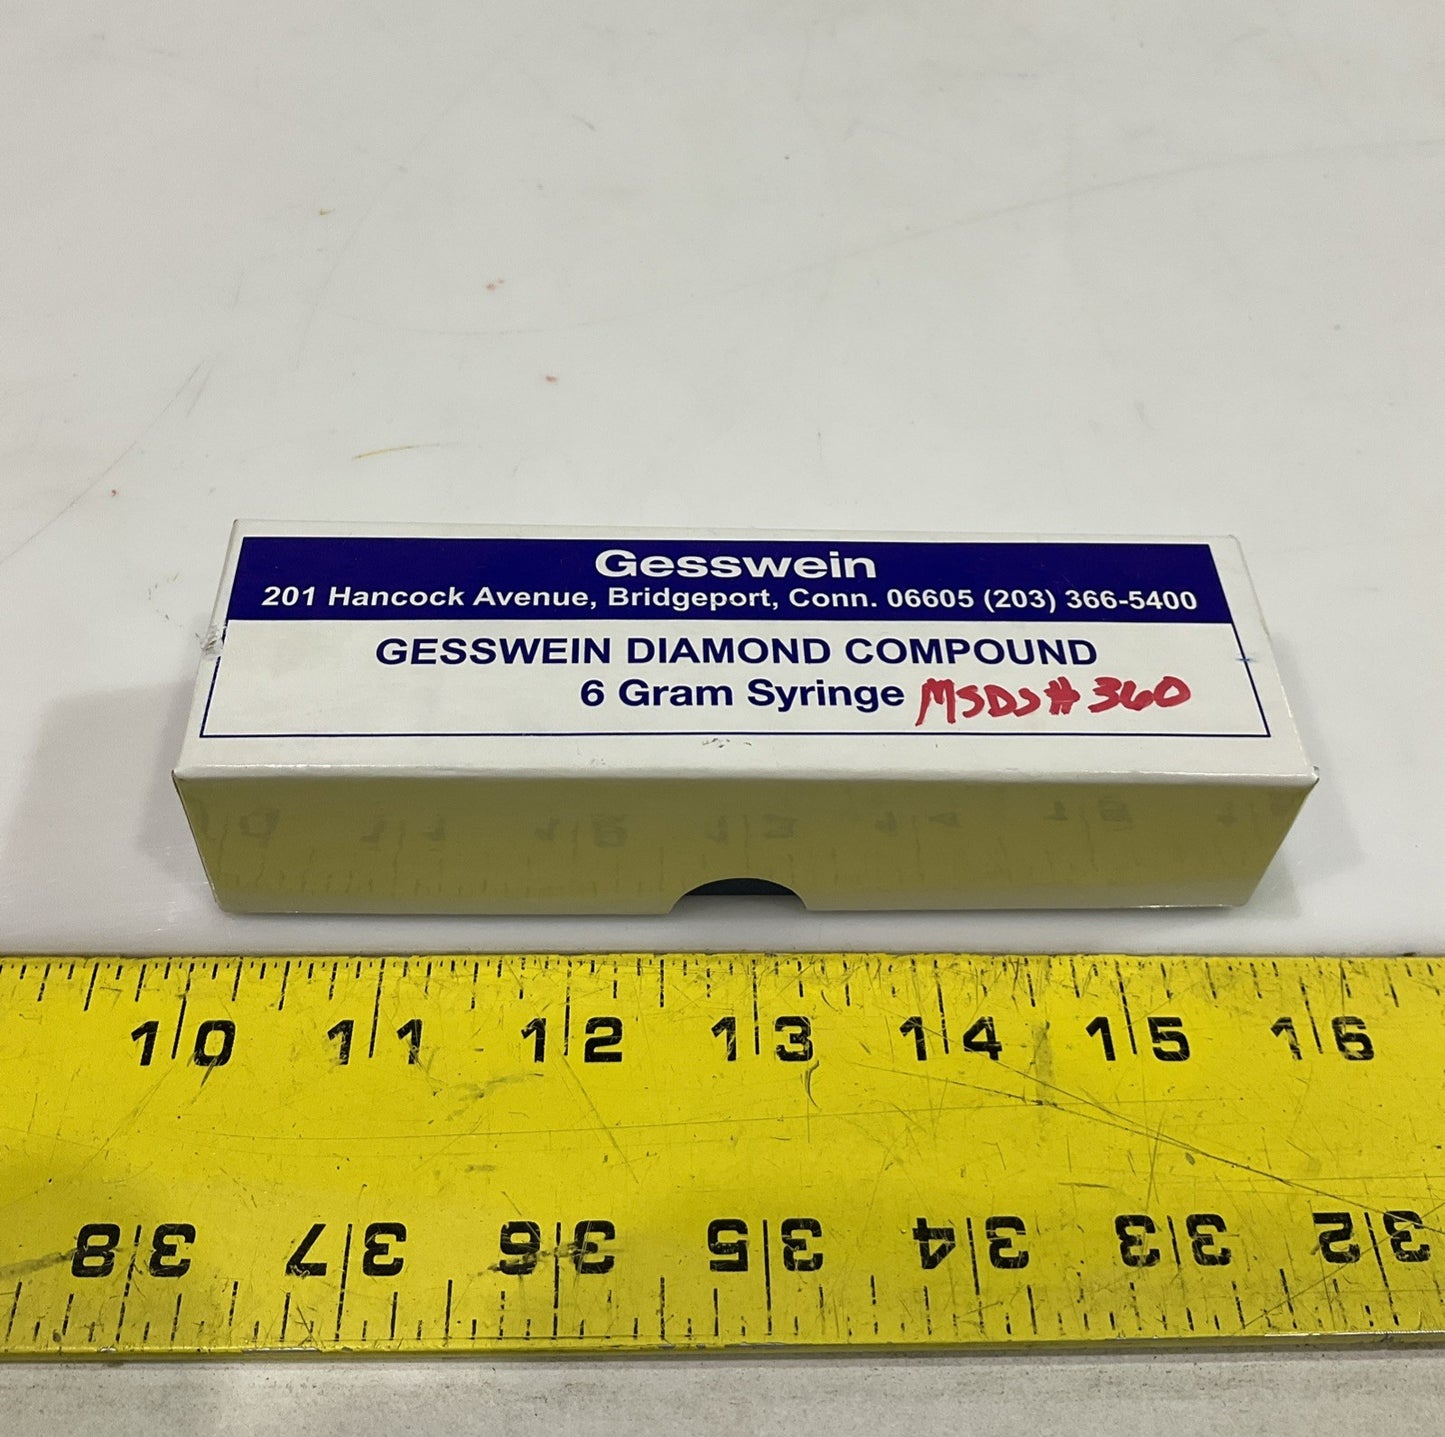 Gesswein
201 Hancock Avenue, Bridgeport, Conn. 06605 (203) 366-5400
GESSWEIN DIAMOND COMPOUND
6 Gram Syringe MSDS# 360
10 11 12 13 14 15 16
38 37 36 35 34 33 32